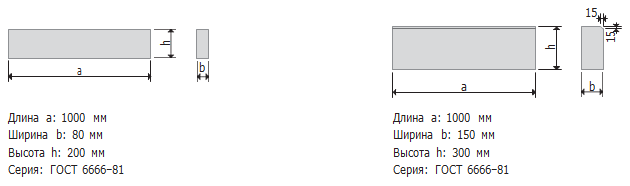 h
a
b
Длина a: 1000 мм
Ширина b: 80 мм
Высота h: 200 мм
Серия: ГОСТ 6666-81
15
15
h
a
b
Длина a: 1000 мм
Ширина b: 150 мм
Высота h: 300 мм
Серия: ГОСТ 6666-81